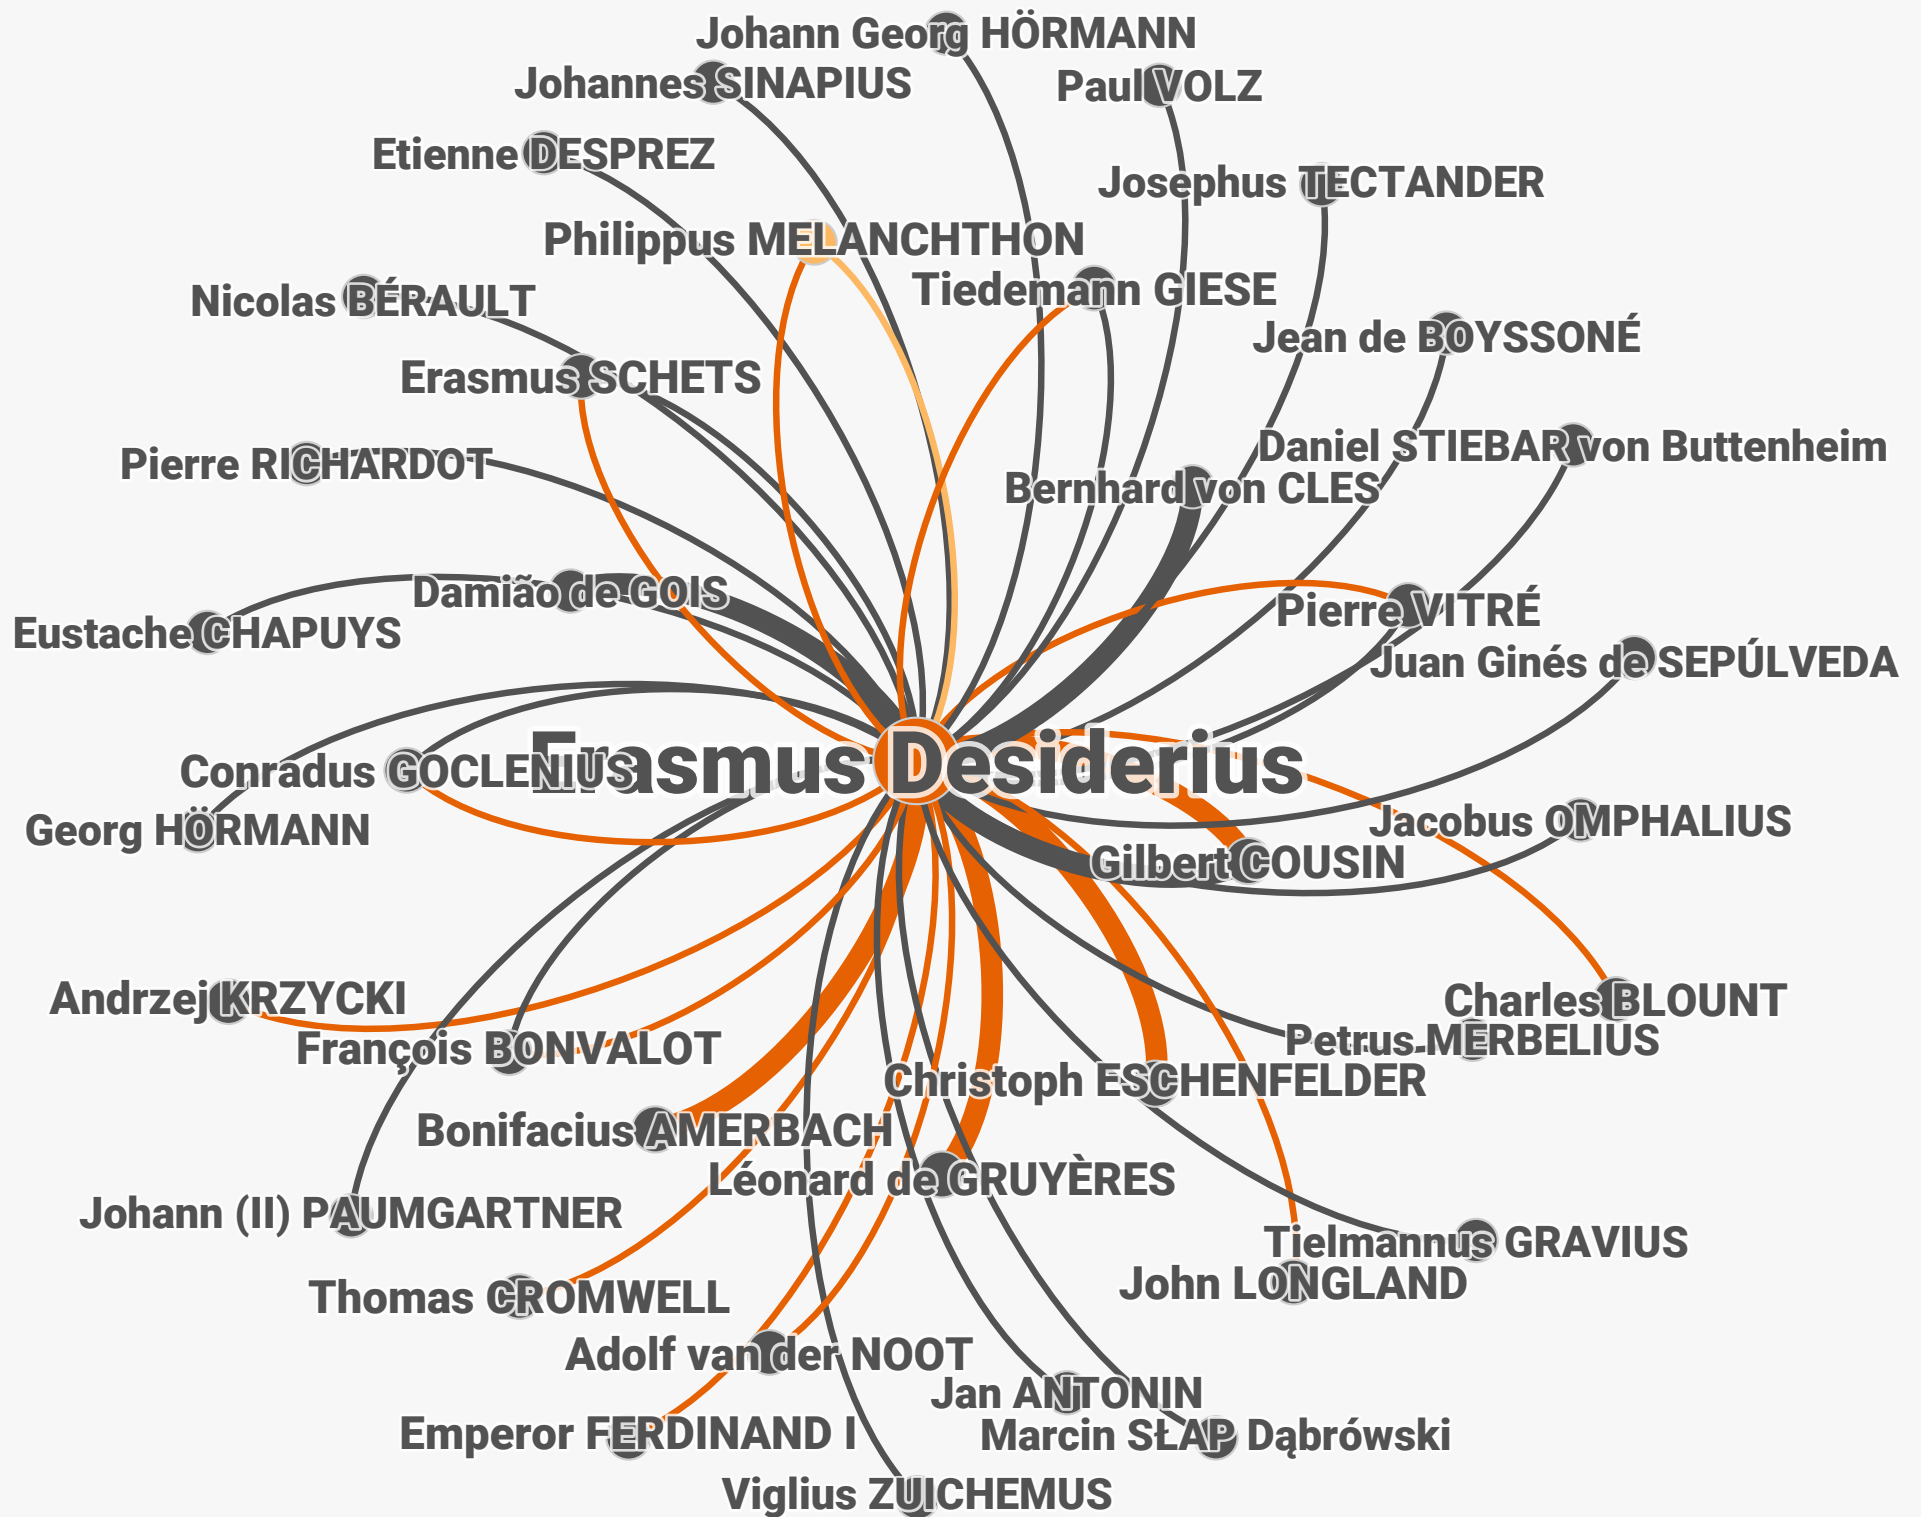 Johann Georg HÖRMANN
Johannes SINAPIUS
Paul VOLZ
Etienne DESPREZ
Josephus TECTANDER
Philippus MELANCHTHON
Tiedemann GIESE
Nicolas BÉRAULT
Jean de BOYSSONÉ
Erasmus SCHETS
Daniel STIEBAR von Buttenheim
Pierre RICHARDOT
Bernhard von CLES
Damião de GOIS
Pierre VITRÉ
Eustache CHAPUYS
Juan Ginés de SEPÚLVEDA
Erasmus Desiderius
Conradus GOCLENIUS
Georg HÖRMANN
Jacobus OMPHALIUS
Gilbert COUSIN
Andrzej KRZYCKI
Charles BLOUNT
Petrus MERBELIUS
François BONVALOT
Christoph ESCHENFELDER
Bonifacius AMERBACH
Léonard de GRUYÈRES
Johann (II) PAUMGARTNER
Tielmannus GRAVIUS
John LONGLAND
Thomas CROMWELL
Adolf van der NOOT
Jan ANTONIN
Emperor FERDINAND I
Marcin SŁAP Dąbrówski
Viglius ZUICHEMUS